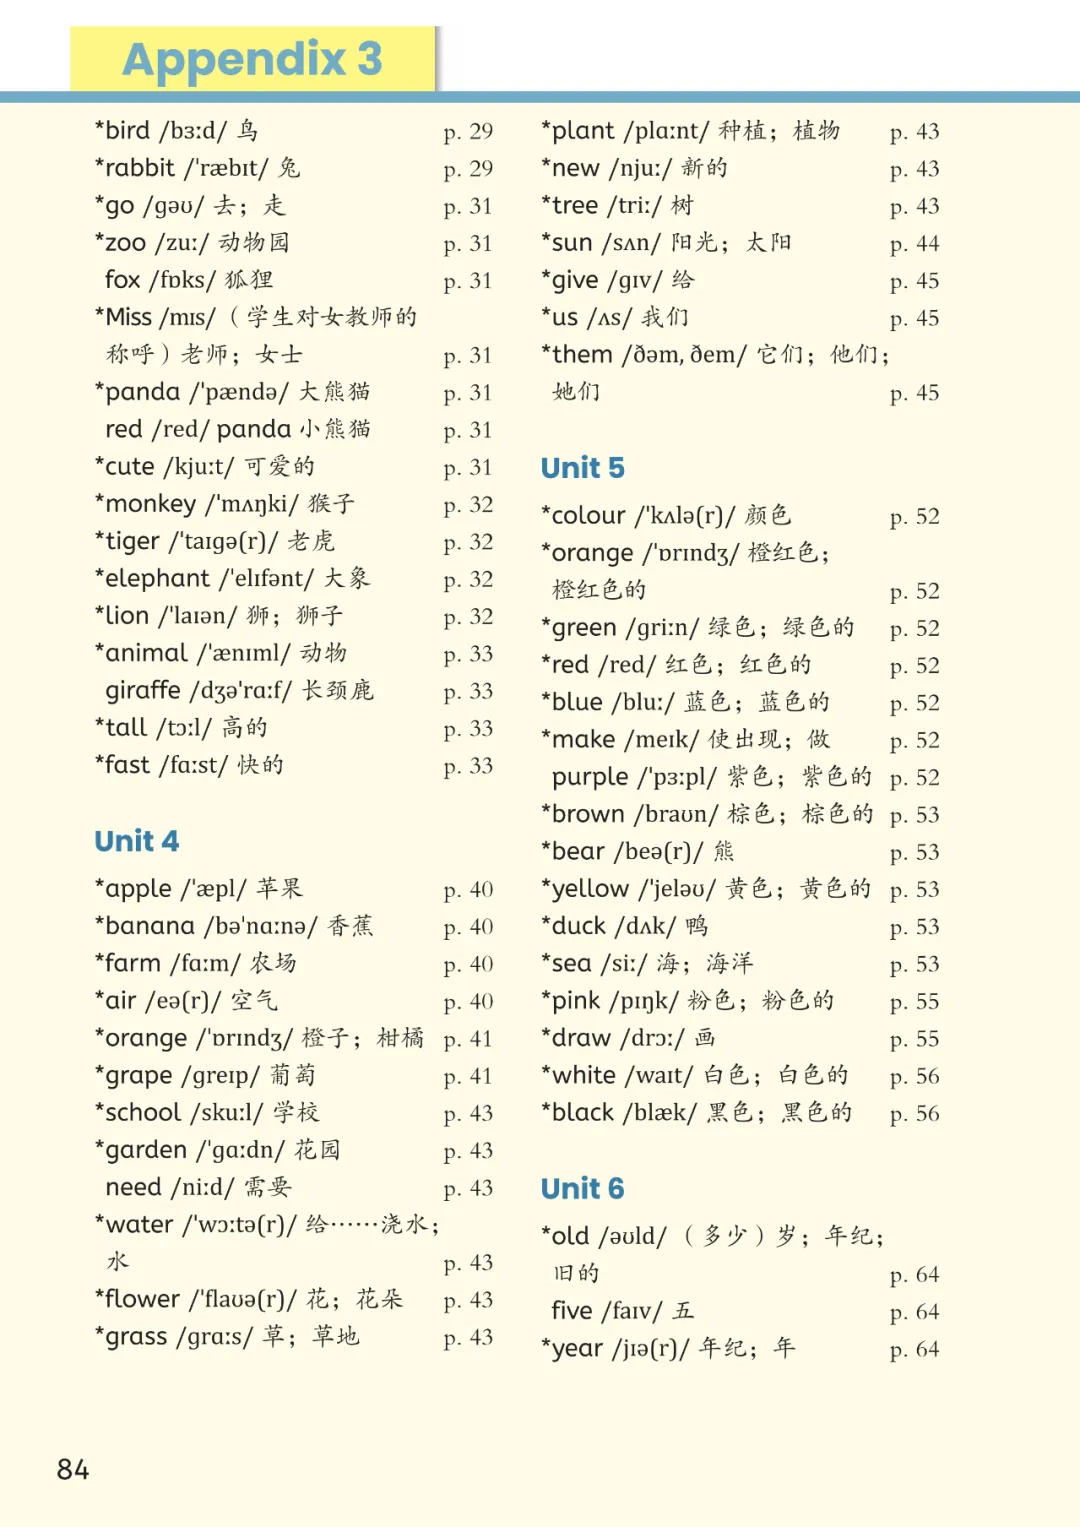 Appendix 3
*bird /bɜːd/ 鸟 p. 29
*rabbit /ˈræbɪt/ 兔 p. 29
*go /ɡəʊ/ 去；走 p. 31
*zoo /zuː/ 动物园 p. 31
fox /fɒks/ 狐狸 p. 31
*Miss /mɪs/（学生对女教师的
称呼）老师；女士 p. 31
*panda /ˈpændə/ 大熊猫 p. 31
red /red/ panda 小熊猫 p. 31
*cute /kjuːt/ 可爱的 p. 31
*monkey /ˈmʌŋki/ 猴子 p. 32
*tiger /ˈtaɪɡə(r)/ 老虎 p. 32
*elephant /ˈelɪfənt/ 大象 p. 32
*lion /ˈlaɪən/ 狮；狮子 p. 32
*animal /ˈænɪml/ 动物 p. 33
giraffe /dʒəˈrɑːf/ 长颈鹿 p. 33
*tall /tɔːl/ 高的 p. 33
*fast /fɑːst/ 快的 p. 33
Unit 4
*apple /ˈæpl/ 苹果 p. 40
*banana /bəˈnɑːnə/ 香蕉 p. 40
*farm /fɑːm/ 农场 p. 40
*air /eə(r)/ 空气 p. 40
*orange /ˈɒrɪndʒ/ 橙子；柑橘 p. 41
*grape /ɡreɪp/ 葡萄 p. 41
*school /skuːl/ 学校 p. 43
*garden /ˈɡɑːdn/ 花园 p. 43
need /niːd/ 需要 p. 43
*water /ˈwɔːtə(r)/ 给……浇水；
水 p. 43
*flower /ˈflaʊə(r)/ 花；花朵 p. 43
*grass /ɡrɑːs/ 草；草地 p. 43
*plant /plɑːnt/ 种植；植物 p. 43
*new /njuː/ 新的 p. 43
*tree /triː/ 树 p. 43
*sun /sʌn/ 阳光；太阳 p. 44
*give /ɡɪv/ 给 p. 45
*us /ʌs/ 我们 p. 45
*them /ðəm, ðem/ 它们；他们；
她们 p. 45
Unit 5
*colour /ˈkʌlə(r)/ 颜色 p. 52
*orange /ˈɒrɪndʒ/ 橙红色；
橙红色的 p. 52
*green /ɡriːn/ 绿色；绿色的 p. 52
*red /red/ 红色；红色的 p. 52
*blue /bluː/ 蓝色；蓝色的 p. 52
*make /meɪk/ 使出现；做 p. 52
purple /ˈpɜːpl/ 紫色；紫色的 p. 52
*brown /braʊn/ 棕色；棕色的 p. 53
*bear /beə(r)/ 熊 p. 53
*yellow /ˈjeləʊ/ 黄色；黄色的 p. 53
*duck /dʌk/ 鸭 p. 53
*sea /siː/ 海；海洋 p. 53
*pink /pɪŋk/ 粉色；粉色的 p. 55
*draw /drɔː/ 画 p. 55
*white /waɪt/ 白色；白色的 p. 56
*black /blæk/ 黑色；黑色的 p. 56
Unit 6
*old /əʊld/（多少）岁；年纪；
旧的 p. 64
five /faɪv/ 五 p. 64
*year /jɪə(r)/ 年纪；年 p. 64
84